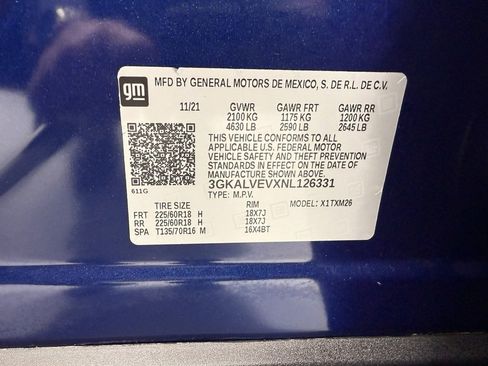 gm
MFD BY GENERAL MOTORS DE MEXICO, S. DE R.L. DE C.V.
11/21 GVWR GAWR FRT GAWR RR
2100 KG 1175 KG 1200 KG
4630 LB 2590 LB 2645 LB
THIS VEHICLE CONFORMS TO ALL
APPLICABLE U.S. FEDERAL MOTOR
VEHICLE SAFETY AND THEFT PREVENTION
STANDARDS IN EFFECT ON THE DATE OF
3GKALVEVXNL126331
611G
TYPE: M.P.V.
TIRE SIZE RIM MODEL: X1TXM26
FRT 225/60R18 H 18X7J
RR 225/60R18 H 18X7J
SPA T135/70R16 M 16X4BT